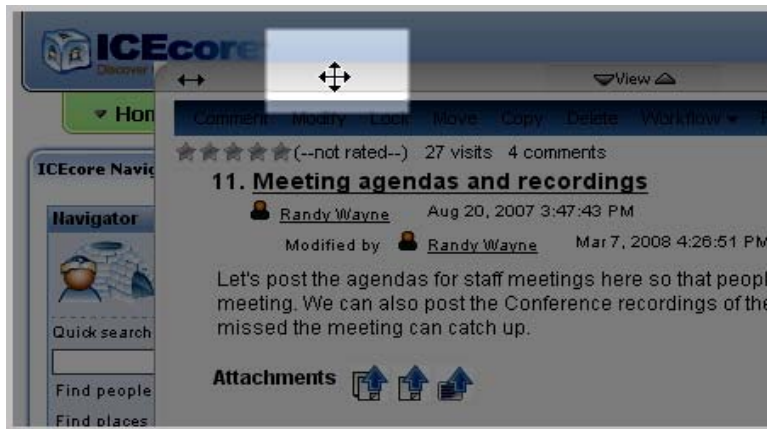 ICEcore
Discover
View
Hon
Comment Modify Lock Move Copy Delete Workflow
(--not rated--) 27 visits 4 comments
ICEcore Navig
11. Meeting agendas and recordings
Navigator
Randy Wayne Aug 20, 2007 3:47:43 PM
Modified by Randy Wayne Mar 7, 2008 4:26:51 PM
Let's post the agendas for staff meetings here so that peopl
meeting. We can also post the Conference recordings of the
missed the meeting can catch up.
Quick search
Attachments
Find people
Find places